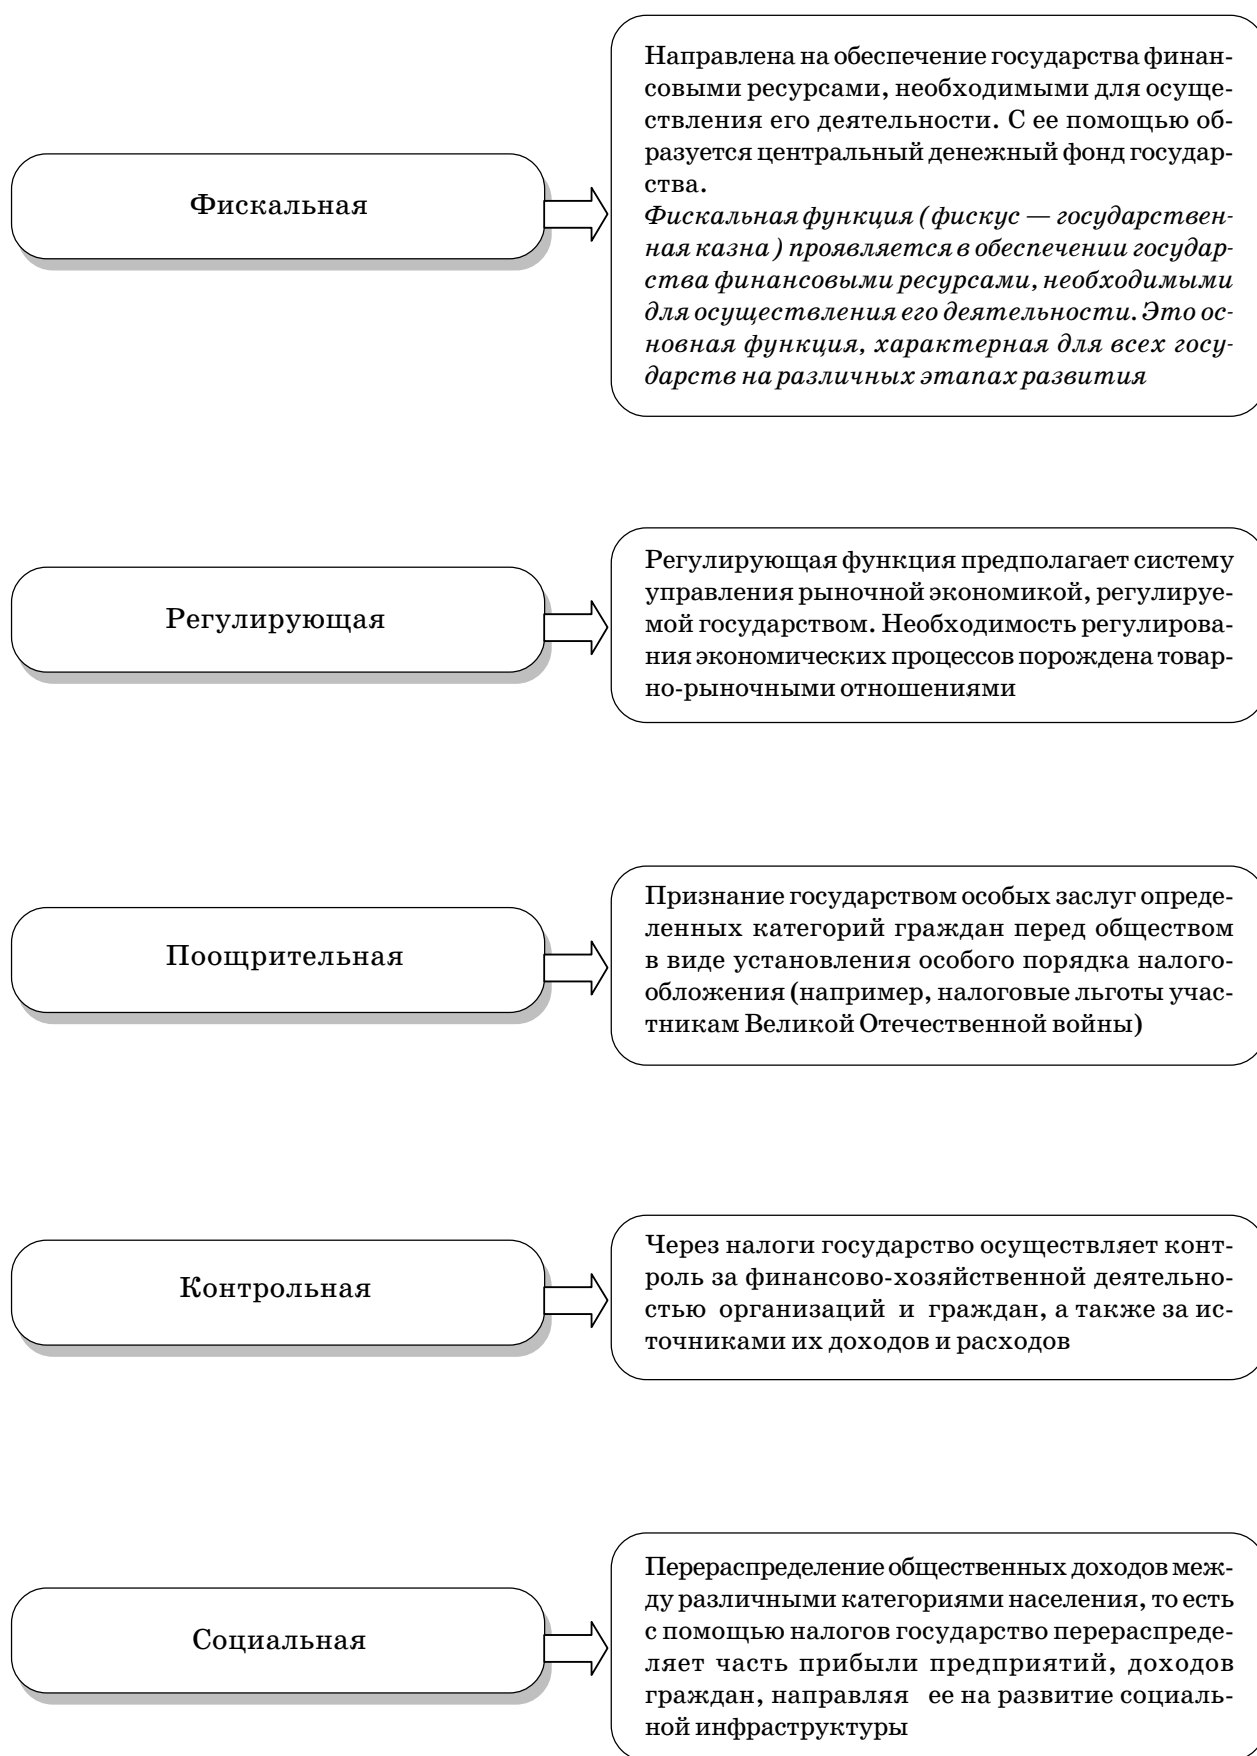 Фискальная
Направлена на обеспечение государства финан-
совыми ресурсами, необходимыми для осуще-
ствления его деятельности. С ее помощью об-
разуется центральный денежный фонд государ-
ства.
Фискальная функция (фискус — государствен-
ная казна) проявляется в обеспечении государ-
ства финансовыми ресурсами, необходимыми
для осуществления его деятельности. Это ос-
новная функция, характерная для всех госу-
дарств на различных этапах развития
Регулирующая
Регулирующая функция предполагает систему
управления рыночной экономикой, регулируе-
мой государством. Необходимость регулирова-
ния экономических процессов порождена товар-
но-рыночными отношениями
Поощрительная
Признание государством особых заслуг опреде-
ленных категорий граждан перед обществом
в виде установления особого порядка налого-
обложения (например, налоговые льготы учас-
тникам Великой Отечественной войны)
Контрольная
Через налоги государство осуществляет конт-
роль за финансово-хозяйственной деятельно-
стью организаций и граждан, а также за ис-
точниками их доходов и расходов
Социальная
Перераспределение общественных доходов меж-
ду различными категориями населения, то есть
с помощью налогов государство перераспреде-
ляет часть прибыли предприятий, доходов
граждан, направляя ее на развитие социаль-
ной инфраструктуры